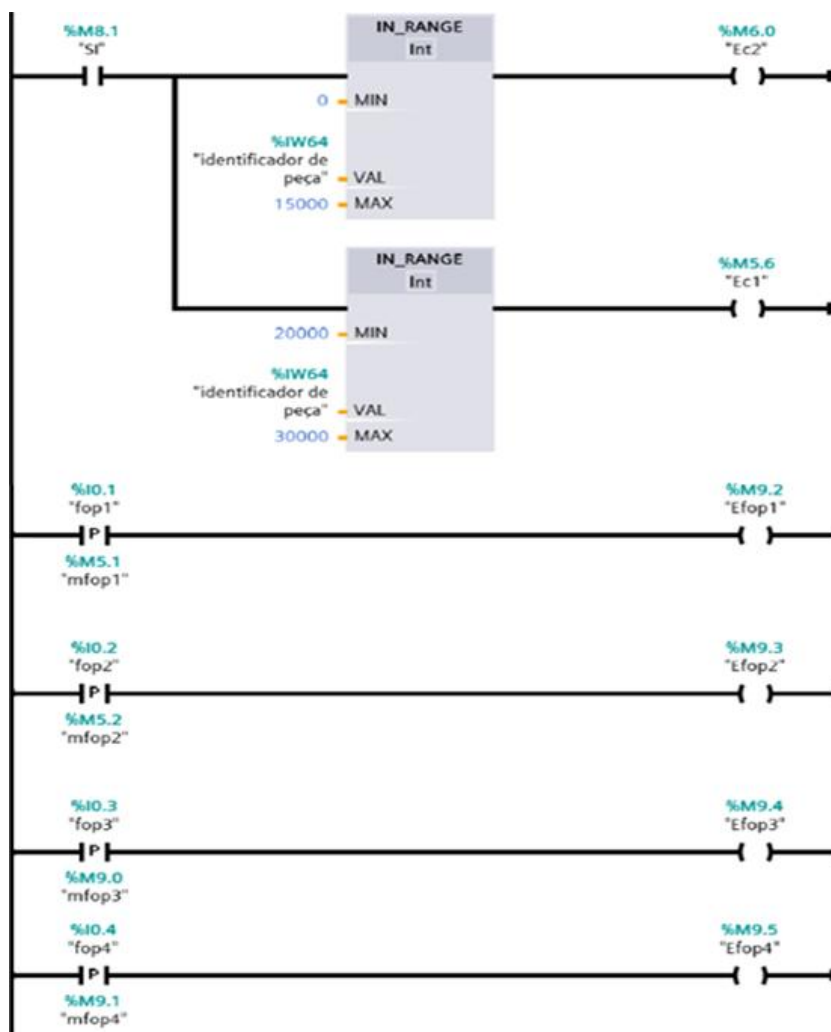 %M8.1
"SI"
IN_RANGE
Int
%M6.0
"Ec2"
0 MIN
%IW64
"identificador de
peça" VAL
15000 MAX
IN_RANGE
Int
%M5.6
"Ec1"
20000 MIN
%IW64
"identificador de
peça" VAL
30000 MAX
%I0.1
"fop1"
P
%M5.1
"mfop1"
%M9.2
"Efop1"
%I0.2
"fop2"
P
%M5.2
"mfop2"
%M9.3
"Efop2"
%I0.3
"fop3"
P
%M9.0
"mfop3"
%M9.4
"Efop3"
%I0.4
"fop4"
P
%M9.1
"mfop4"
%M9.5
"Efop4"